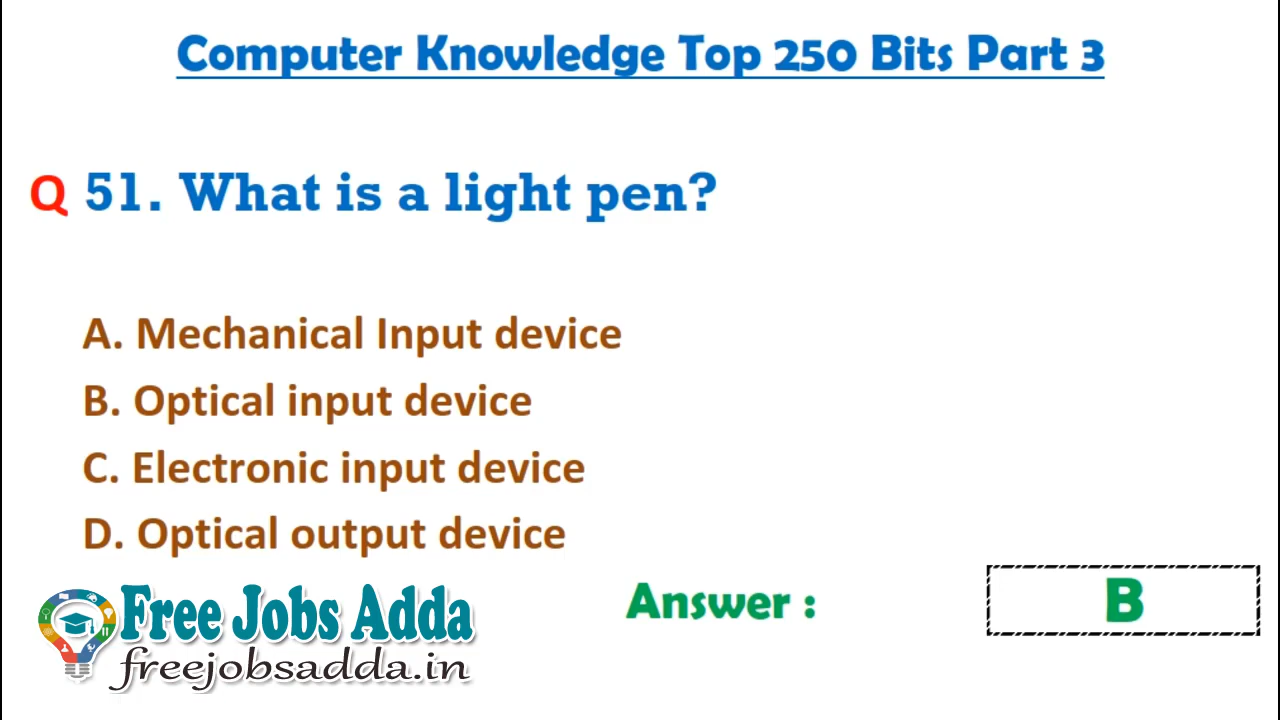 Computer Knowledge Top 250 Bits Part 3
Q 51. What is a light pen?
A. Mechanical Input device
B. Optical input device
C. Electronic input device
D. Optical output device
Free Jobs Adda
freejobsadda.in
Answer :
B